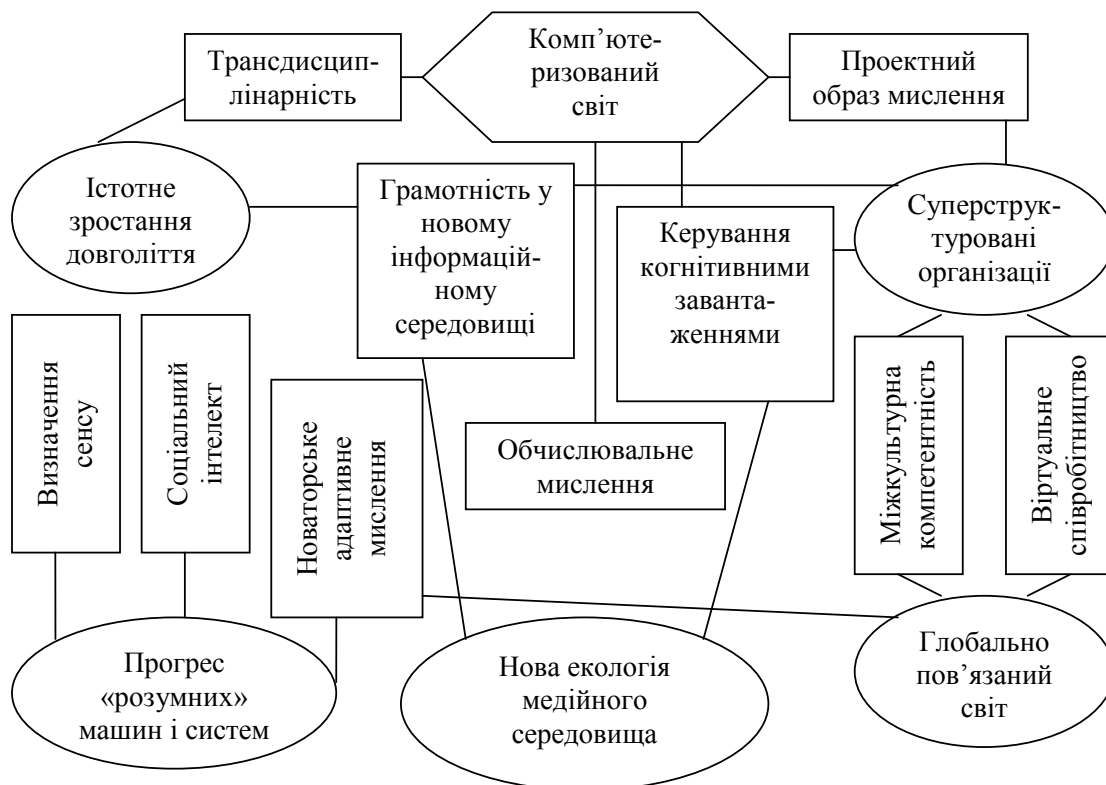 Трансдисцип-
лінарність
Комп’юте-
ризований
світ
Проектний
образ мислення
Істотне
зростання
довголіття
Грамотність у
новому
інформацій-
ному
середовищі
Керування
когнітивними
заванта-
женнями
Суперструк-
туровані
організації
Визначення
сенсу
Соціальний
інтелект
Новаторське
адаптивне
мислення
Обчислювальне
мислення
Міжкультурна
компетентність
Віртуальне
співробітництво
Прогрес
«розумних»
машин і систем
Нова екологія
медійного
середовища
Глобально
пов’язаний
світ